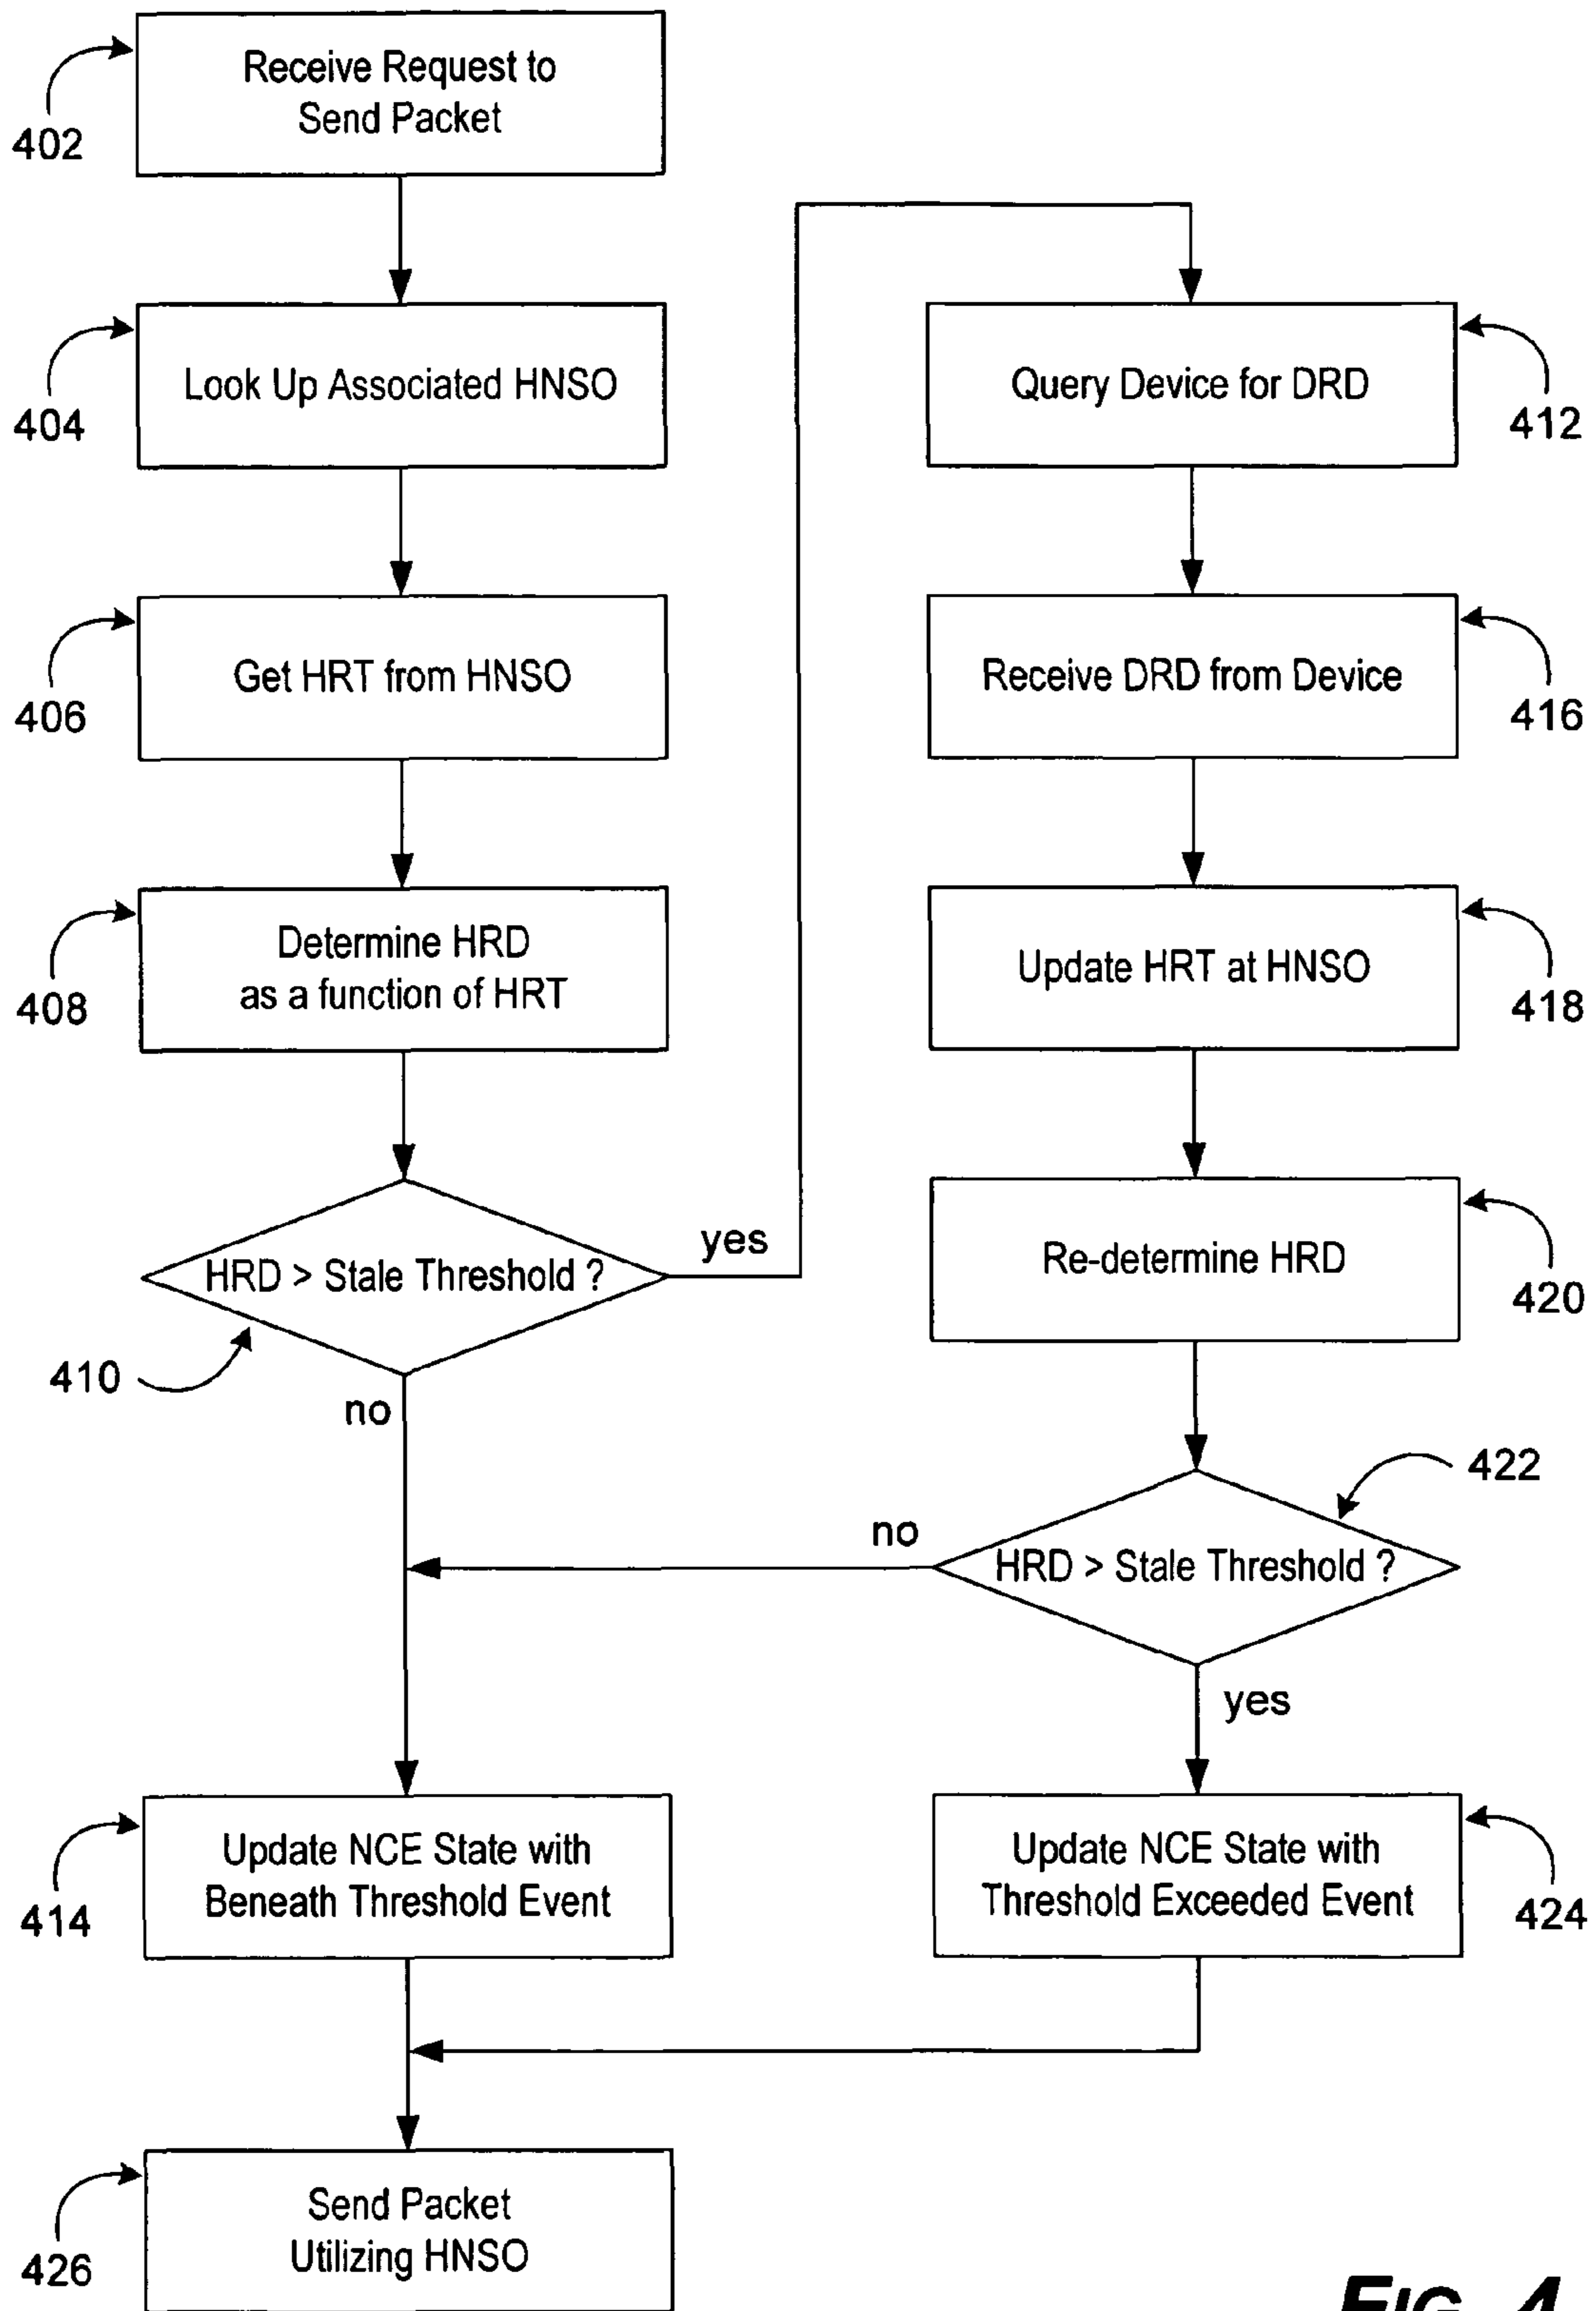 Receive Request to
Send Packet
402
Look Up Associated HNSO
404
Get HRT from HNSO
406
Determine HRD
as a function of HRT
408
HRD > Stale Threshold ?
yes
410
no
Query Device for DRD
412
Receive DRD from Device
416
Update HRT at HNSO
418
Re-determine HRD
420
422
no
HRD > Stale Threshold ?
yes
Update NCE State with
Beneath Threshold Event
414
Update NCE State with
Threshold Exceeded Event
424
Send Packet
Utilizing HNSO
426
FIG. 4